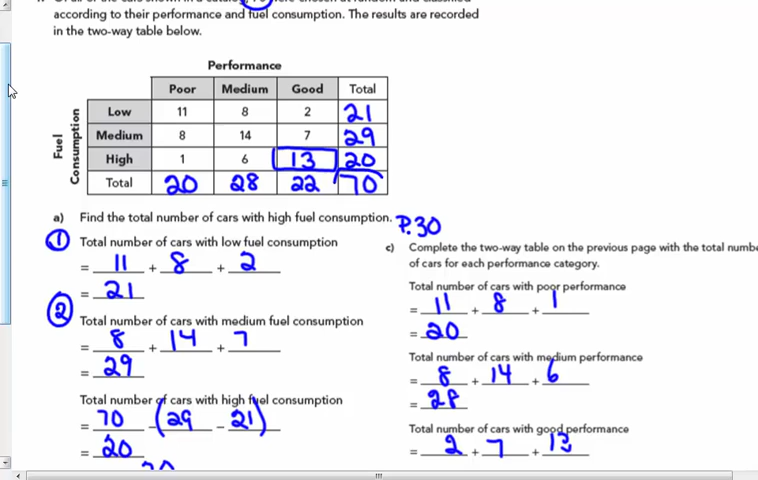 according to their performance and fuel consumption. The results are recorded
in the two-way table below.
Performance
Poor Medium Good Total
Fuel Consumption
Low 11 8 2 21
Medium 8 14 7 29
High 1 6 13 20
Total 20 28 22 70
a) Find the total number of cars with high fuel consumption.
P.30
1 Total number of cars with low fuel consumption
= 11 + 8 + 2
= 21
2 Total number of cars with medium fuel consumption
= 8 + 14 + 7
= 29
Total number of cars with high fuel consumption
= 70 - (29 - 21)
= 20
20
c) Complete the two-way table on the previous page with the total
of cars for each performance category.
Total number of cars with poor performance
= 11 + 8 + 1
= 20
Total number of cars with medium performance
= 8 + 14 + 6
= 28
Total number of cars with good performance
= 2 + 7 + 13